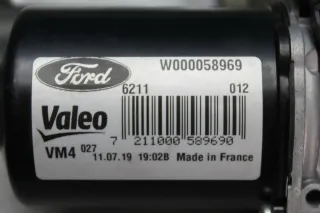 Ford
W000058969
6211 012
Valeo
7 211000 589690
VM4 027 11.07.19 19:02B Made in France